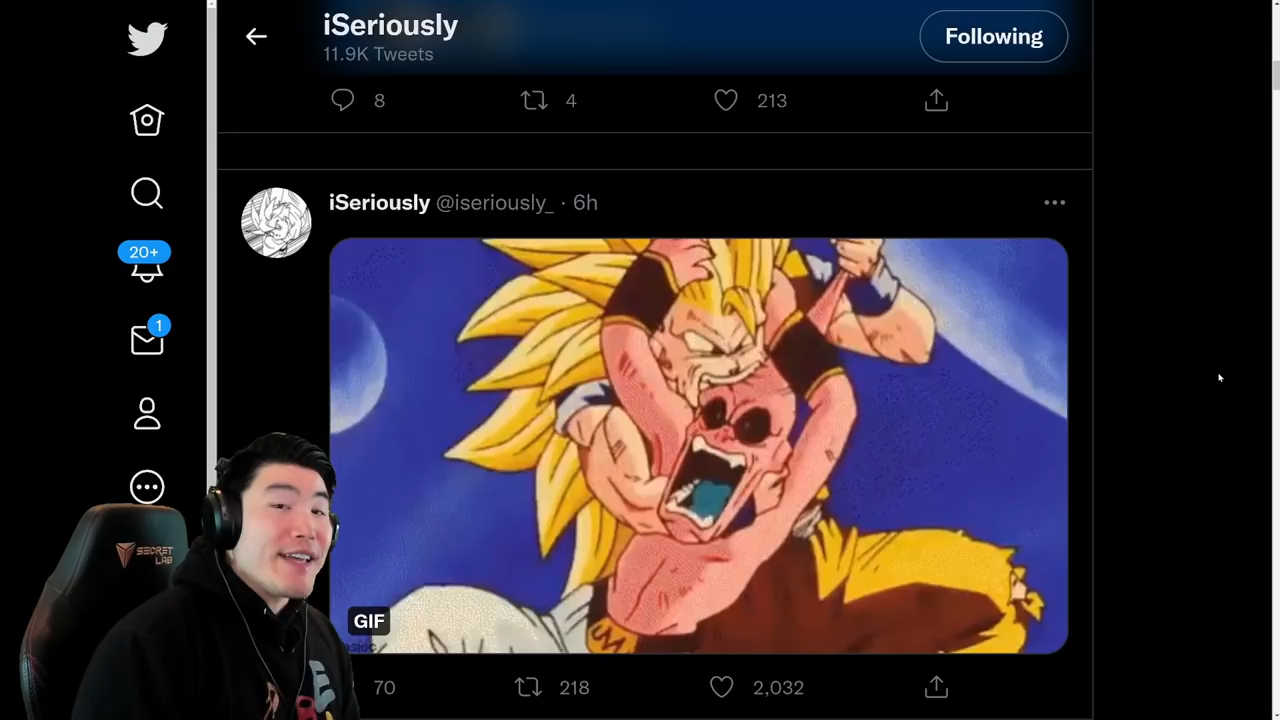 iSeriously
11.9K Tweets
Following
8
4
213
20+
1
iSeriously @iseriously_ · 6h
GIF
70
218
2,032
SECRET
LAB